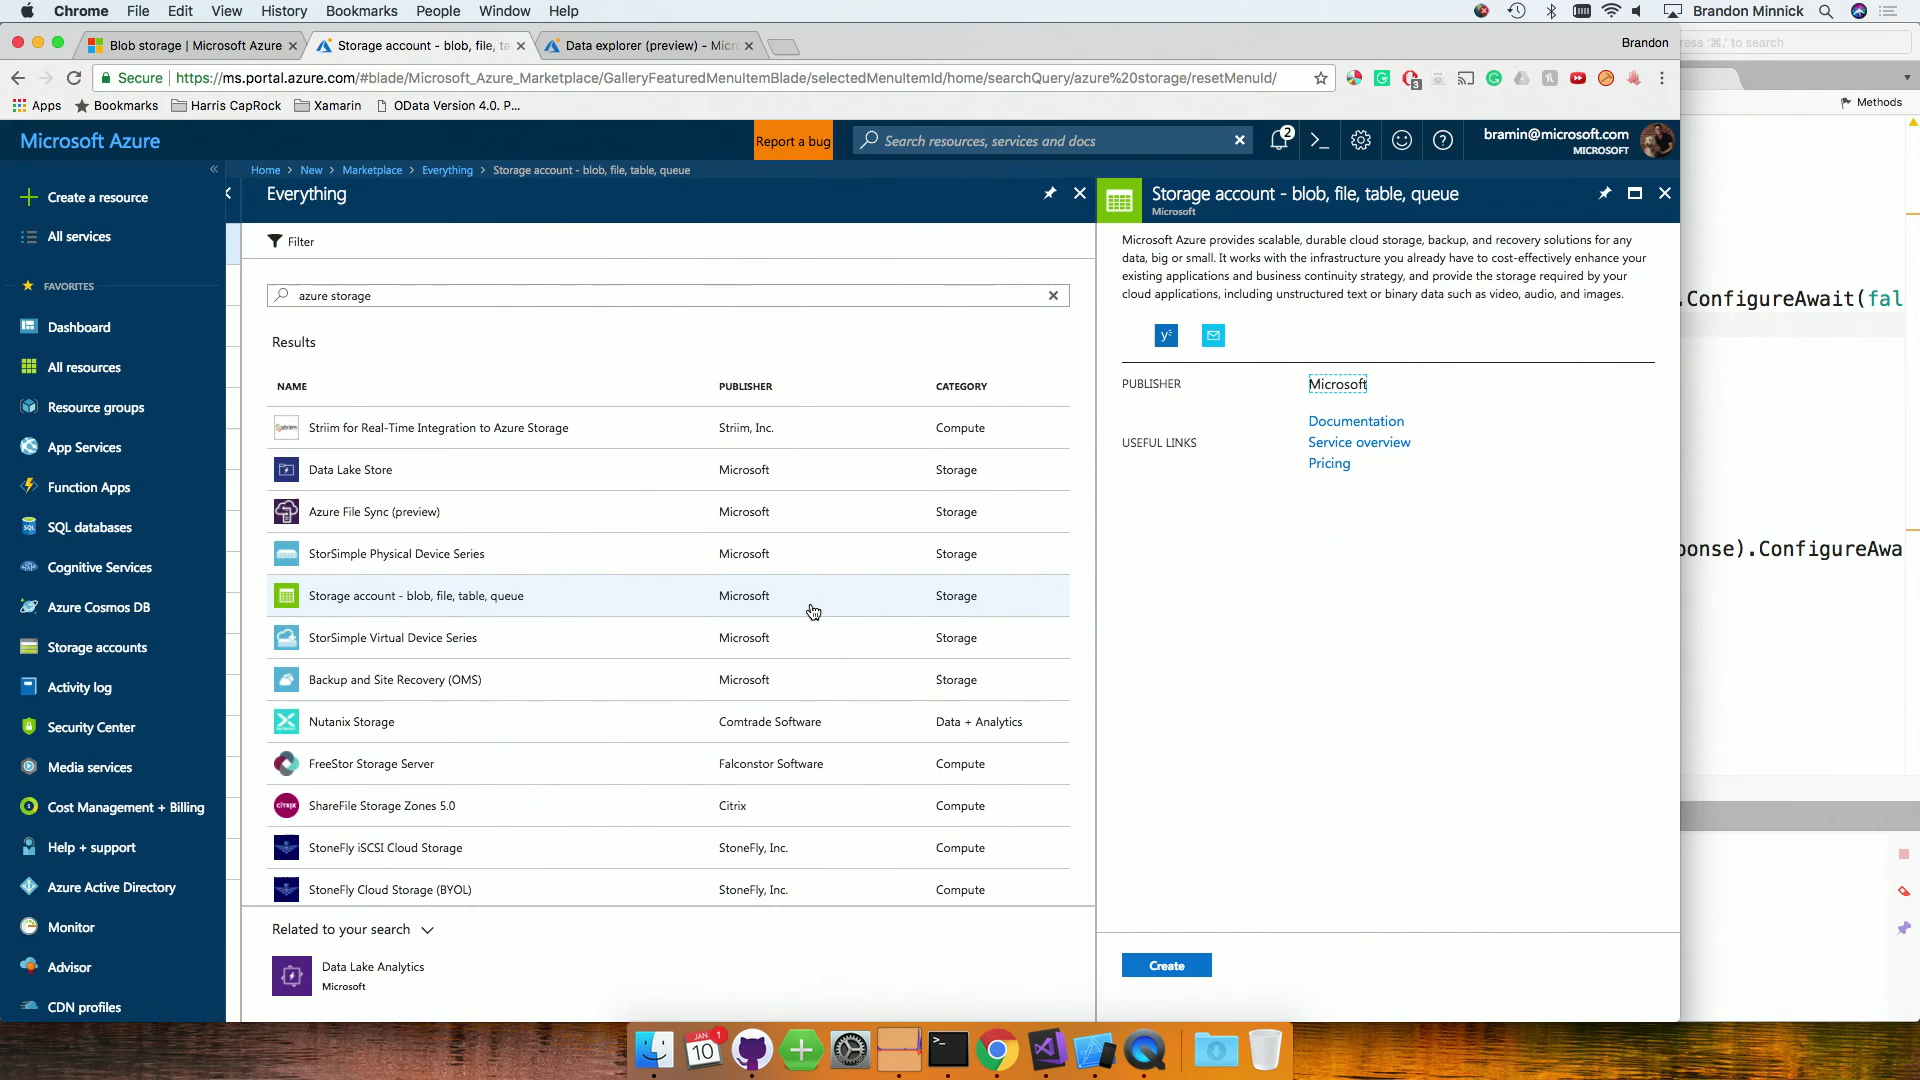 Chrome File Edit View History Bookmarks People Window Help
Brandon Minnick
Blob storage | Microsoft Azure
Storage account - blob, file, ta
Data explorer (preview) - Micr
Brandon
ress '⌘.' to search
Secure
https://ms.portal.azure.com/#blade/Microsoft_Azure_Marketplace/GalleryFeaturedMenuItemBlade/selectedMenuItemId/home/searchQuery/azure%20storage/resetMenuId/
3
Apps Bookmarks Harris CapRock Xamarin OData Version 4.0. P...
Methods
Microsoft Azure
Report a bug
Search resources, services and docs
2
bramin@microsoft.com
MICROSOFT
Home > New > Marketplace > Everything > Storage account - blob, file, table, queue
Create a resource
All services
FAVORITES
Dashboard
All resources
Resource groups
App Services
Function Apps
SQL databases
Cognitive Services
Azure Cosmos DB
Storage accounts
Activity log
Security Center
Media services
Cost Management + Billing
Help + support
Azure Active Directory
Monitor
Advisor
CDN profiles
Everything
Filter
azure storage
Results
NAME PUBLISHER CATEGORY
Striim for Real-Time Integration to Azure Storage Striim, Inc. Compute
Data Lake Store Microsoft Storage
Azure File Sync (preview) Microsoft Storage
StorSimple Physical Device Series Microsoft Storage
Storage account - blob, file, table, queue Microsoft Storage
StorSimple Virtual Device Series Microsoft Storage
Backup and Site Recovery (OMS) Microsoft Storage
Nutanix Storage Comtrade Software Data + Analytics
FreeStor Storage Server Falconstor Software Compute
ShareFile Storage Zones 5.0 Citrix Compute
StoneFly iSCSI Cloud Storage StoneFly, Inc. Compute
StoneFly Cloud Storage (BYOL) StoneFly, Inc. Compute
Related to your search
Data Lake Analytics
Microsoft
Storage account - blob, file, table, queue
Microsoft
Microsoft Azure provides scalable, durable cloud storage, backup, and recovery solutions for any
data, big or small. It works with the infrastructure you already have to cost-effectively enhance your
existing applications and business continuity strategy, and provide the storage required by your
cloud applications, including unstructured text or binary data such as video, audio, and images.
PUBLISHER Microsoft
USEFUL LINKS
Documentation
Service overview
Pricing
Create
.ConfigureAwait(fal
onse).ConfigureAwa
JAN
10
1